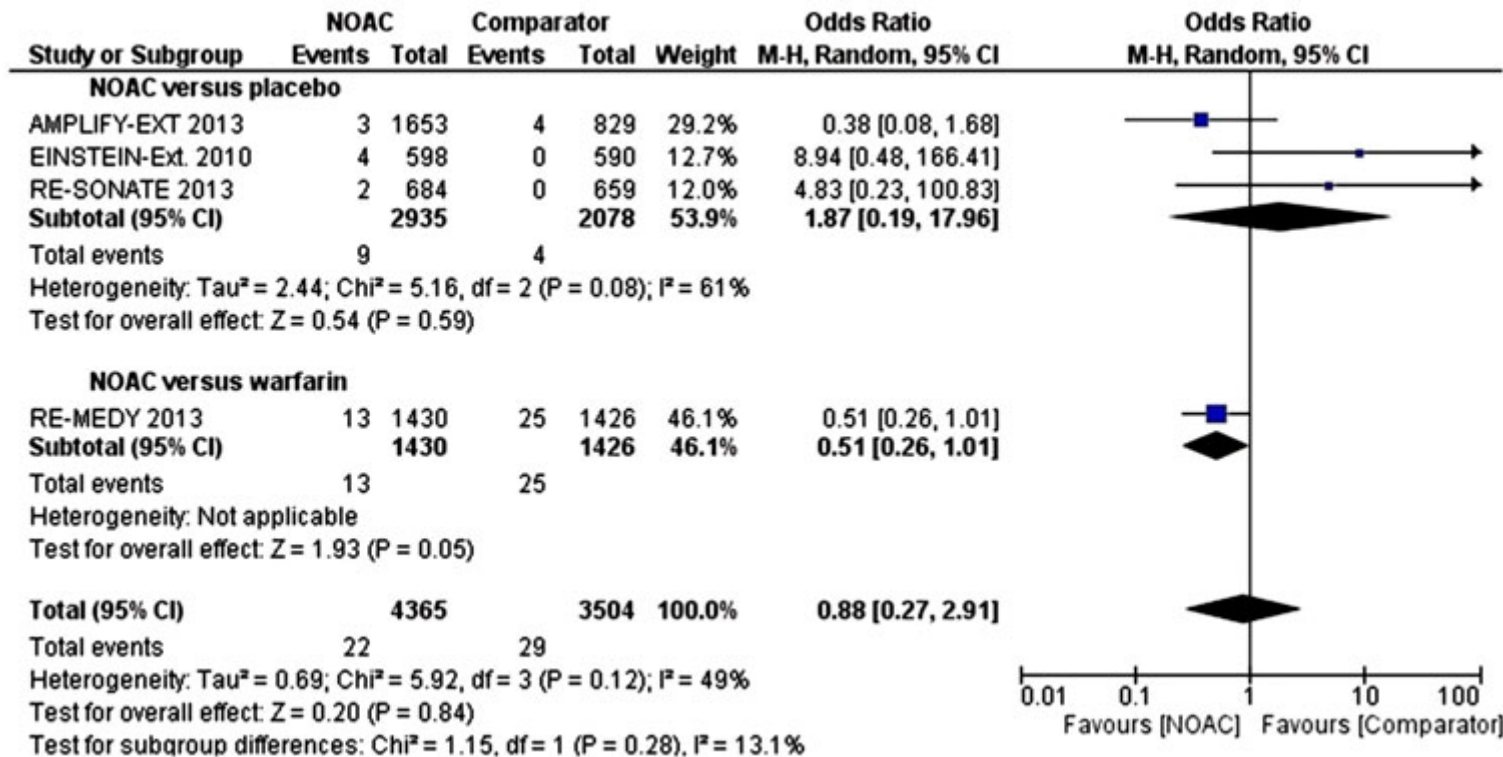 NOAC Comparator Odds Ratio Odds Ratio
Study or Subgroup Events Total Events Total Weight M-H, Random, 95% CI M-H, Random, 95% CI
NOAC versus placebo
AMPLIFY-EXT 2013 3 1653 4 829 29.2% 0.38 [0.08, 1.68]
EINSTEIN-Ext. 2010 4 598 0 590 12.7% 8.94 [0.48, 166.41]
RE-SONATE 2013 2 684 0 659 12.0% 4.83 [0.23, 100.83]
Subtotal (95% CI) 2935 2078 53.9% 1.87 [0.19, 17.96]
Total events 9 4
Heterogeneity: Tau² = 2.44; Chi² = 5.16, df = 2 (P = 0.08); I² = 61%
Test for overall effect: Z = 0.54 (P = 0.59)
NOAC versus warfarin
RE-MEDY 2013 13 1430 25 1426 46.1% 0.51 [0.26, 1.01]
Subtotal (95% CI) 1430 1426 46.1% 0.51 [0.26, 1.01]
Total events 13 25
Heterogeneity: Not applicable
Test for overall effect: Z = 1.93 (P = 0.05)
Total (95% CI) 4365 3504 100.0% 0.88 [0.27, 2.91]
Total events 22 29
Heterogeneity: Tau² = 0.69; Chi² = 5.92, df = 3 (P = 0.12); I² = 49%
Test for overall effect: Z = 0.20 (P = 0.84)
Test for subgroup differences: Chi² = 1.15, df = 1 (P = 0.28), I² = 13.1%
0.01 0.1 1 10 100
Favours [NOAC] Favours [Comparator]